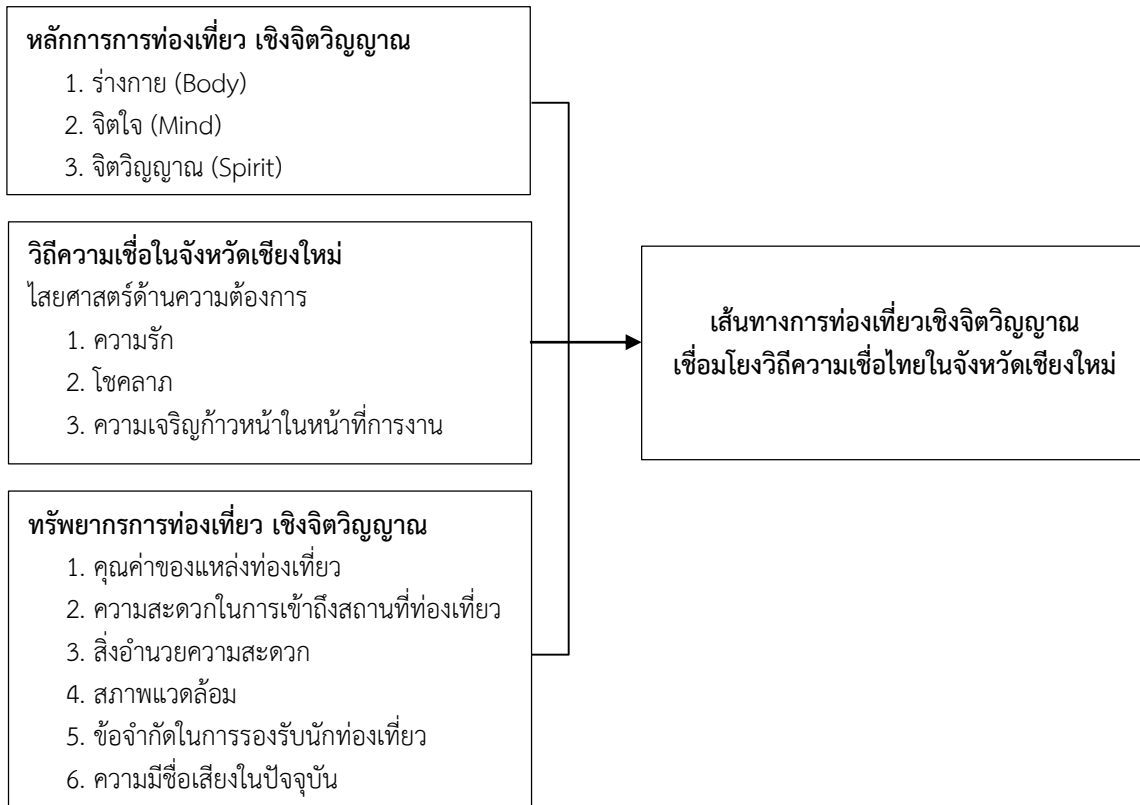 หลักการการท่องเที่ยว เชิงจิตวิญญาณ
1. ร่างกาย (Body)
2. จิตใจ (Mind)
3. จิตวิญญาณ (Spirit)
วิถีความเชื่อในจังหวัดเชียงใหม่
ไสยศาสตร์ด้านความต้องการ
1. ความรัก
2. โชคลาภ
3. ความเจริญก้าวหน้าในหน้าที่การงาน
ทรัพยากรการท่องเที่ยว เชิงจิตวิญญาณ
1. คุณค่าของแหล่งท่องเที่ยว
2. ความสะดวกในการเข้าถึงสถานที่ท่องเที่ยว
3. สิ่งอำนวยความสะดวก
4. สภาพแวดล้อม
5. ข้อจำกัดในการรองรับนักท่องเที่ยว
6. ความมีชื่อเสียงในปัจจุบัน
เส้นทางการท่องเที่ยวเชิงจิตวิญญาณ
เชื่อมโยงวิถีความเชื่อไทยในจังหวัดเชียงใหม่